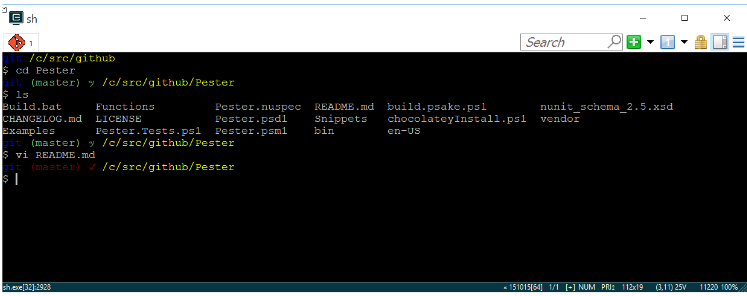 sh
1
Search
git /c/src/github
$ cd Pester
git (master) γ /c/src/github/Pester
$ ls
Build.bat Functions Pester.nuspec README.md build.psake.ps1 nunit_schema_2.5.xsd
CHANGELOG.md LICENSE Pester.psd1 Snippets chocolateyInstall.ps1 vendor
Examples Pester.Tests.ps1 Pester.psm1 bin en-US
git (master) γ /c/src/github/Pester
$ vi README.md
git (master) ✓ /c/src/github/Pester
$
sh.exe[32]:2928 « 151015[64] 1/1 [+] NUM PRI: 112x19 (3,11) 25V 11220 100%